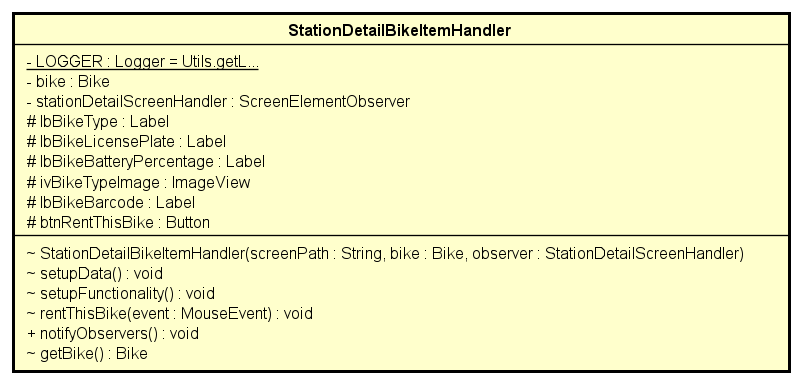 StationDetailBikeItemHandler
- LOGGER : Logger = Utils.getL...
- bike : Bike
- stationDetailScreenHandler : ScreenElementObserver
# lbBikeType : Label
# lbBikeLicensePlate : Label
# lbBikeBatteryPercentage : Label
# ivBikeTypeImage : ImageView
# lbBikeBarcode : Label
# btnRentThisBike : Button
~ StationDetailBikeItemHandler(screenPath : String, bike : Bike, observer : StationDetailScreenHandler)
~ setupData() : void
~ setupFunctionality() : void
~ rentThisBike(event : MouseEvent) : void
+ notifyObservers() : void
~ getBike() : Bike